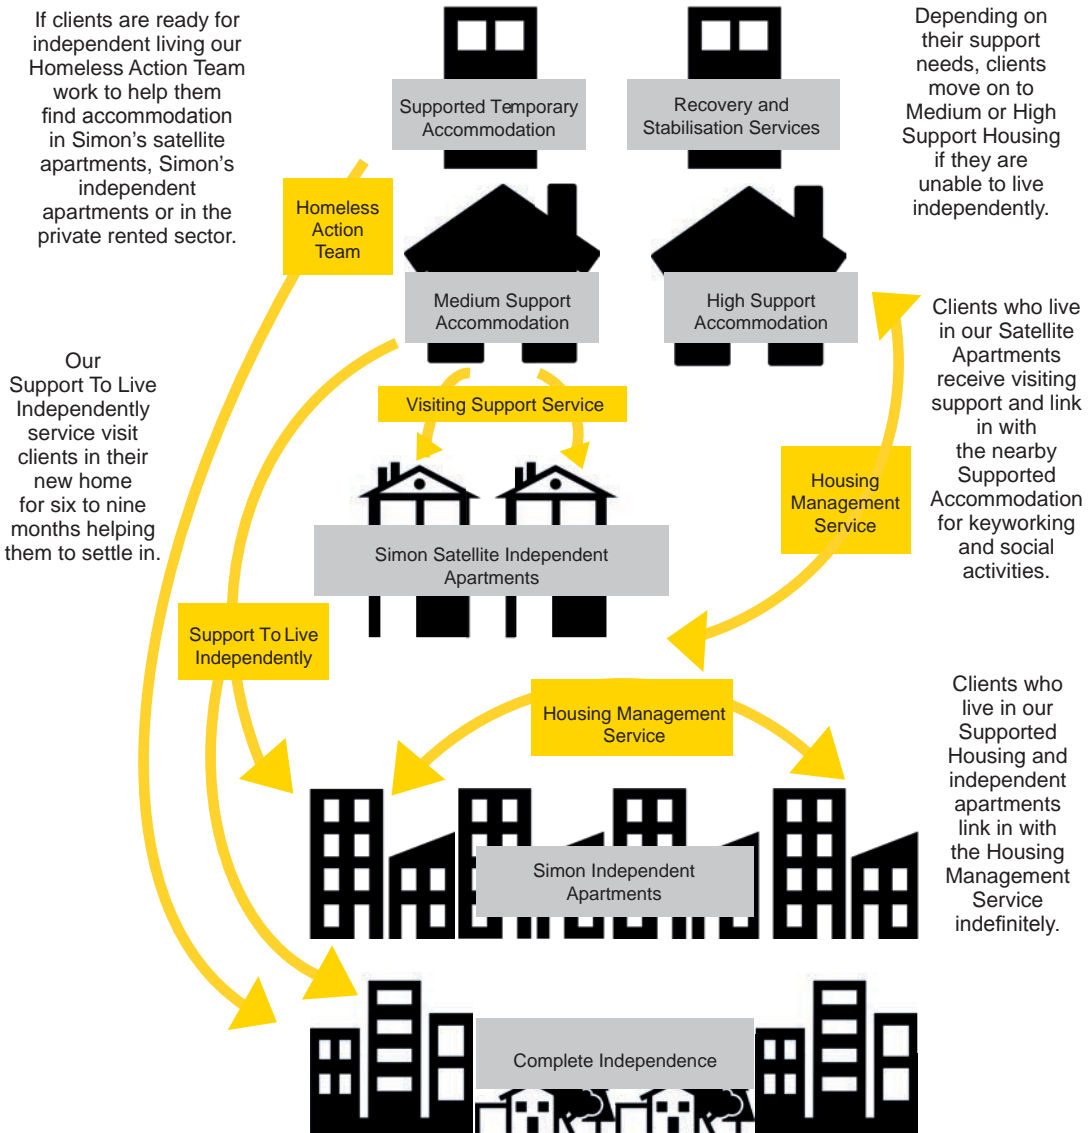 If clients are ready for
independent living our
Homeless Action Team
work to help them
find accommodation
in Simon's satellite
apartments, Simon's
independent
apartments or in the
private rented sector.
Supported Temporary
Accommodation
Recovery and
Stabilisation Services
Depending on
their support
needs, clients
move on to
Medium or High
Support Housing
if they are
unable to live
independently.
Homeless
Action
Team
Medium Support
Accommodation
High Support
Accommodation
Our
Support To Live
Independently
service visit
clients in their
new home
for six to nine
months helping
them to settle in.
Visiting Support Service
Clients who live
in our Satellite
Apartments
receive visiting
support and link
in with
the nearby
Supported
Accommodation
for keyworking
and social
activities.
Housing
Management
Service
Simon Satellite Independent
Apartments
Support To Live
Independently
Housing Management
Service
Clients who
live in our
Supported
Housing and
independent
apartments
link in with
the Housing
Management
Service
indefinitely.
Simon Independent
Apartments
Complete Independence